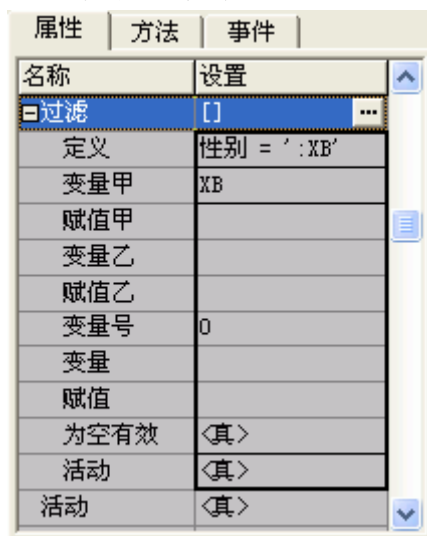 属性 方法 事件
名称 设置
过滤 [] ...
定义 性别 = ':XB'
变量甲 XB
赋值甲
变量乙
赋值乙
变量号 0
变量
赋值
为空有效 <真>
活动 <真>
活动 <真>